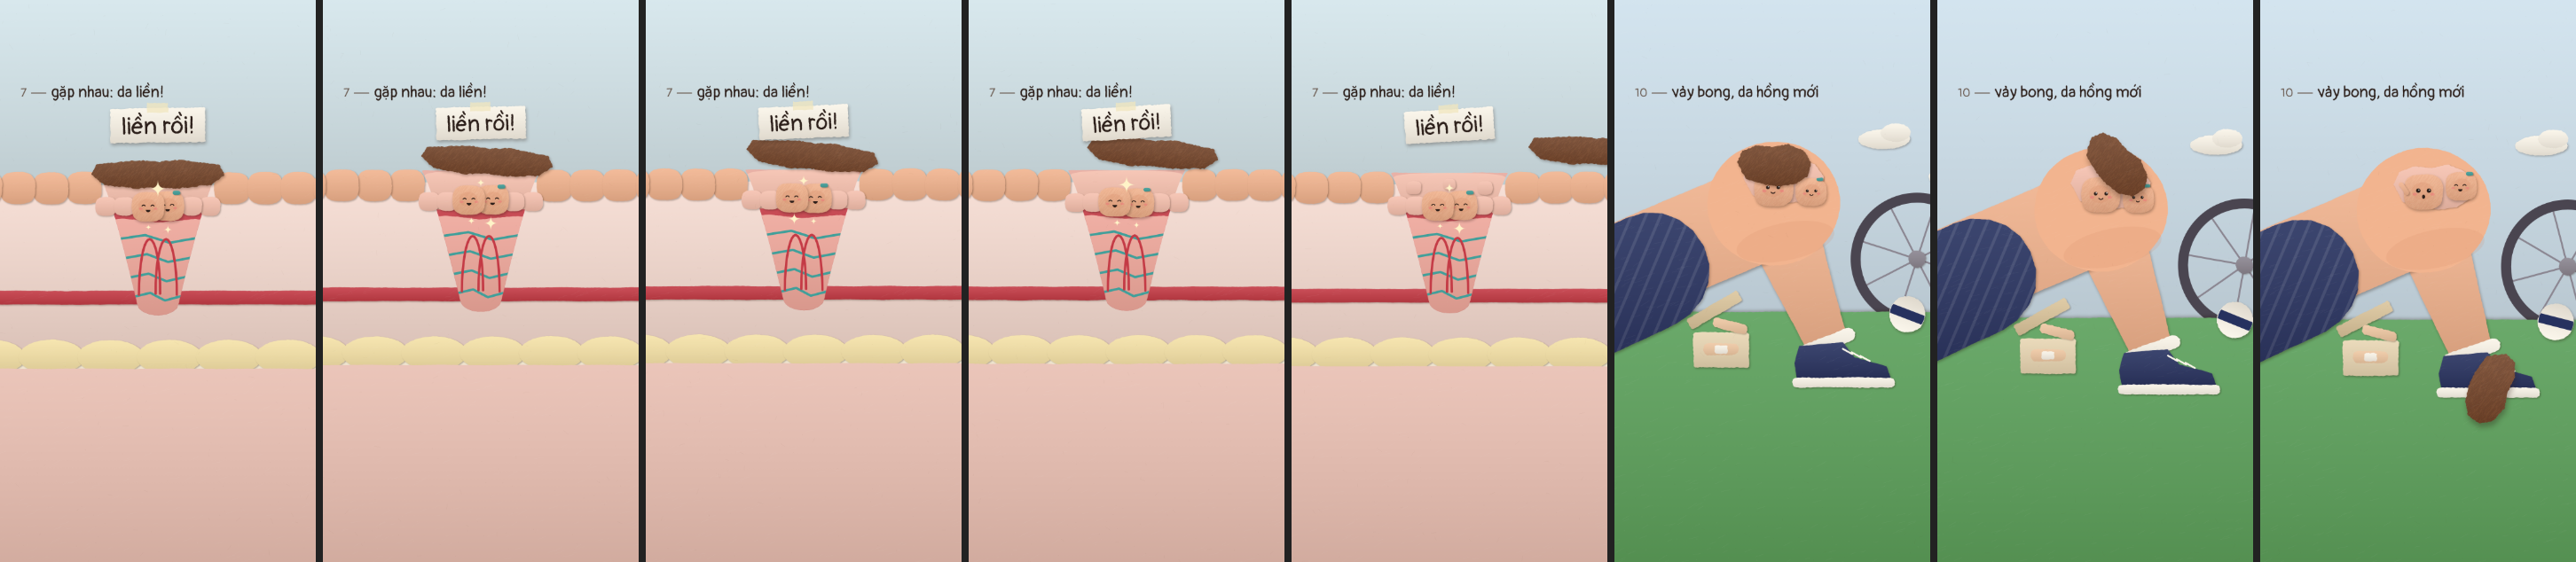 7 — gặp nhau: da liền!
liền rồi!
7 — gặp nhau: da liền!
liền rồi!
7 — gặp nhau: da liền!
liền rồi!
7 — gặp nhau: da liền!
liền rồi!
7 — gặp nhau: da liền!
liền rồi!
10 — vảy bong, da hồng mới
10 — vảy bong, da hồng mới
10 — vảy bong, da hồng mới